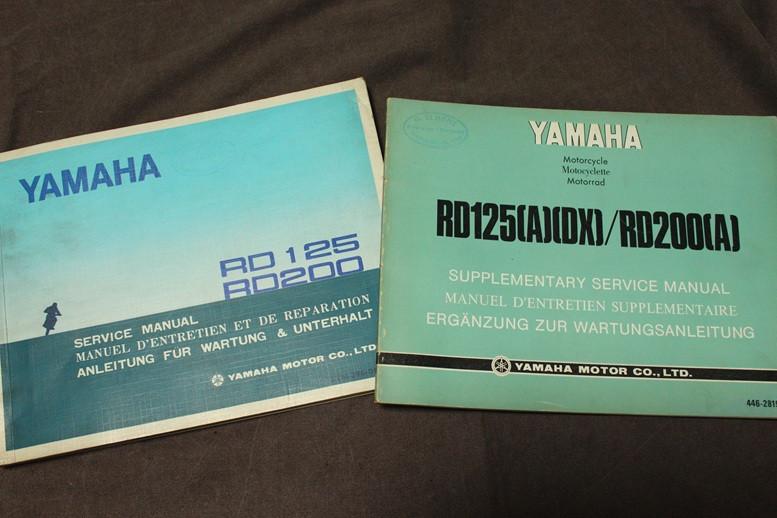 YAMAHA
RD 125
RD200
SERVICE MANUAL
MANUEL D'ENTRETIEN ET DE REPARATION
ANLEITUNG FÜR WARTUNG & UNTERHALT
YAMAHA MOTOR CO., LTD.
YAMAHA
Motorcycle
Motocyclette
Motorrad
RD125(A)(DX)/RD200(A)
SUPPLEMENTARY SERVICE MANUAL
MANUEL D'ENTRETIEN SUPPLEMENTAIRE
ERGÄNZUNG ZUR WARTUNGSANLEITUNG
YAMAHA MOTOR CO., LTD.